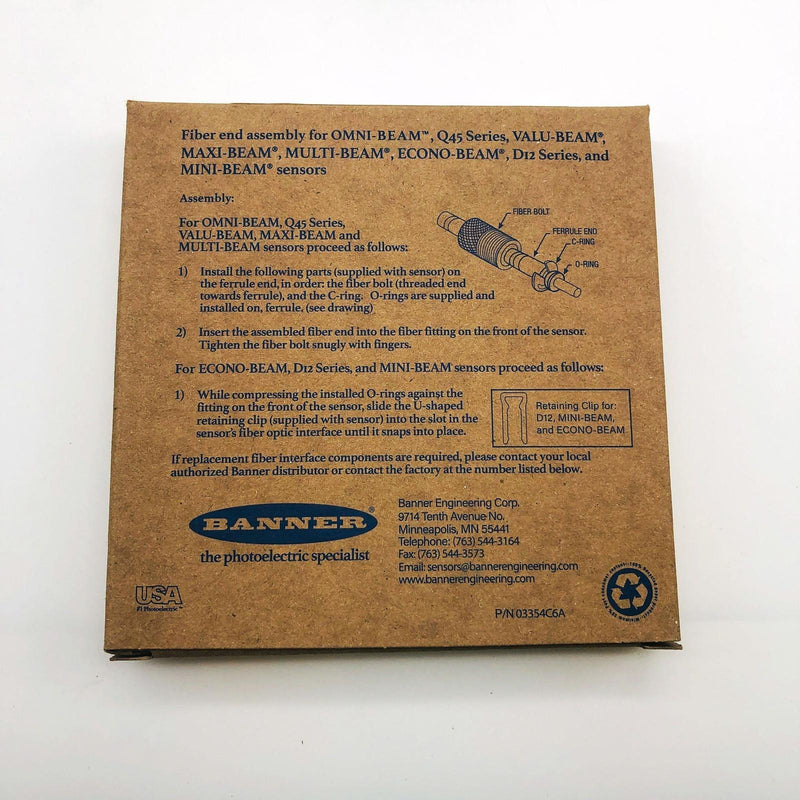 Fiber end assembly for OMNI-BEAM™, Q45 Series, VALU-BEAM®,
MAXI-BEAM®, MULTI-BEAM®, ECONO-BEAM®, D12 Series, and
MINI-BEAM® sensors
Assembly:
For OMNI-BEAM, Q45 Series,
VALU-BEAM, MAXI-BEAM and
MULTI-BEAM sensors proceed as follows:
FIBER BOLT
FERRULE END
C-RING
O-RING
1) Install the following parts (supplied with sensor) on
the ferrule end, in order: the fiber bolt (threaded end
towards ferrule), and the C-ring. O-rings are supplied and
installed on, ferrule. (see drawing)
2) Insert the assembled fiber end into the fiber fitting on the front of the sensor.
Tighten the fiber bolt snugly with fingers.
For ECONO-BEAM, D12 Series, and MINI-BEAM sensors proceed as follows:
1) While compressing the installed O-rings against the
fitting on the front of the sensor, slide the U-shaped
retaining clip (supplied with sensor) into the slot in the
sensor's fiber optic interface until it snaps into place.
Retaining Clip for:
D12, MINI-BEAM,
and ECONO-BEAM
If replacement fiber interface components are required, please contact your local
authorized Banner distributor or contact the factory at the number listed below.
BANNER®
the photoelectric specialist
Banner Engineering Corp.
9714 Tenth Avenue No.
Minneapolis, MN 55441
Telephone: (763) 544-3164
Fax: (763) 544-3573
Email: sensors@bannerengineering.com
www.bannerengineering.com
USA
#1 Photoelectric™
P/N 03354C6A